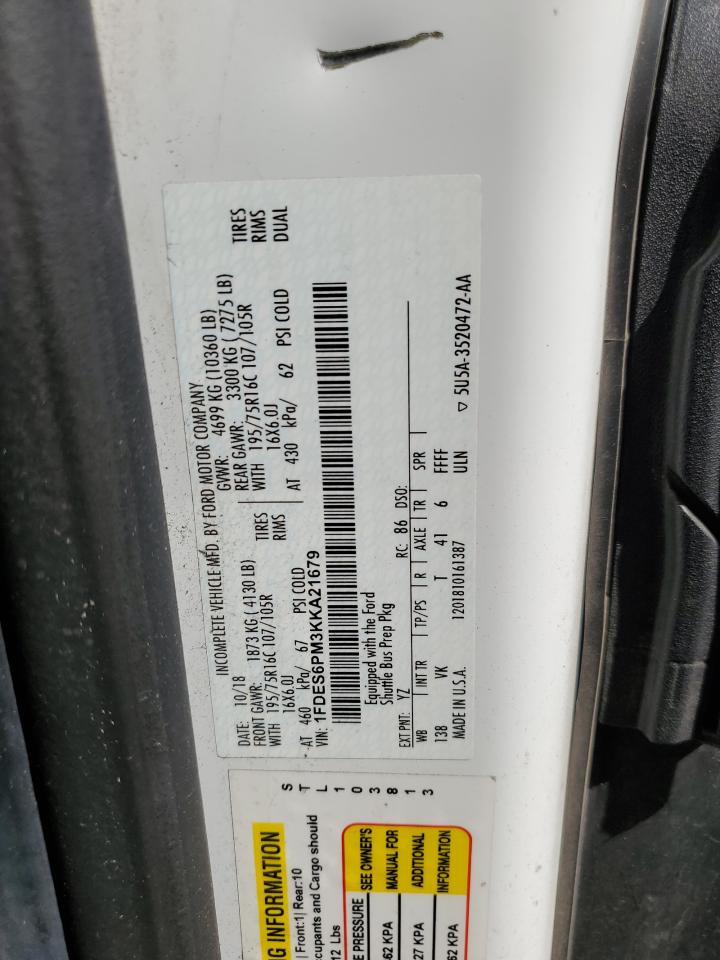 INCOMPLETE VEHICLE MFD. BY FORD MOTOR COMPANY
DATE: 10/18 GVWR: 4699 KG (10360 LB)
FRONT GAWR: 1873 KG (4130 LB) REAR GAWR: 3300 KG (7275 LB)
WITH 195/75R16C 107/105R TIRES WITH 195/75R16C 107/105R TIRES
16X6.0J RIMS 16X6.0J RIMS
AT 460 kPa/ 67 PSI COLD AT 430 kPa/ 62 PSI COLD DUAL
VIN: 1FDES6PM3KKA21679
Equipped with the Ford
Shuttle Bus Prep Pkg
EXT PNT: YZ RC: 86 DSO:
WB INT TR TP/PS R AXLE TR SPR
138 VK T 41 6 FFFF
MADE IN U.S.A. 1201810161387 ULN
▽ 5U5A-3520472-AA
STL103813
NG INFORMATION
Front:1| Rear:10
cupants and Cargo should
12 Lbs
E PRESSURE SEE OWNER'S
62 KPA MANUAL FOR
27 KPA ADDITIONAL
62 KPA INFORMATION